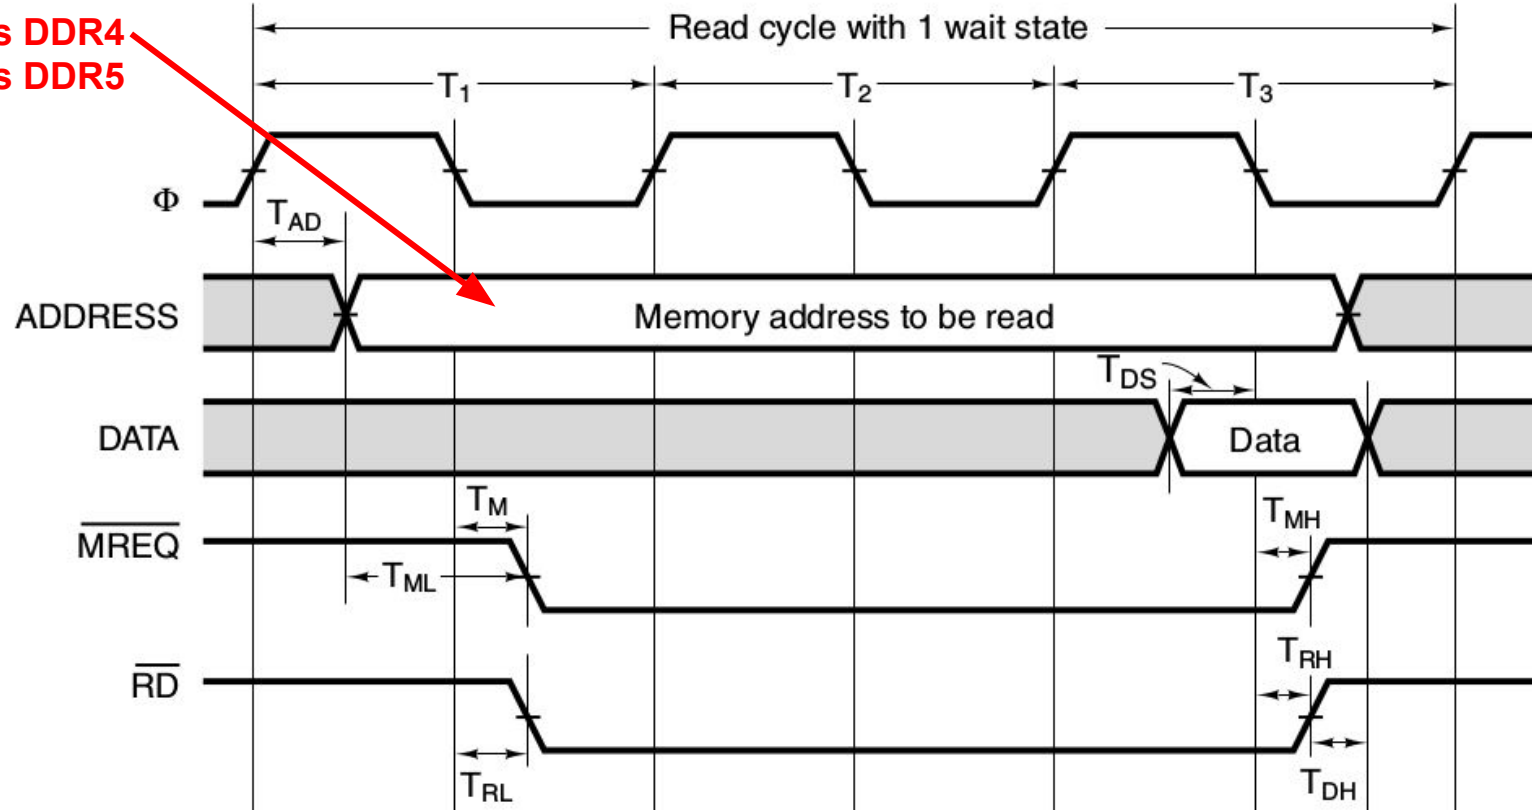 s DDR4
s DDR5
Read cycle with 1 wait state
T1 T2 T3
Φ
TAD
ADDRESS Memory address to be read
TDS
DATA Data
TM
TMH
MREQ
TML
TRH
RD
TRL
TDH